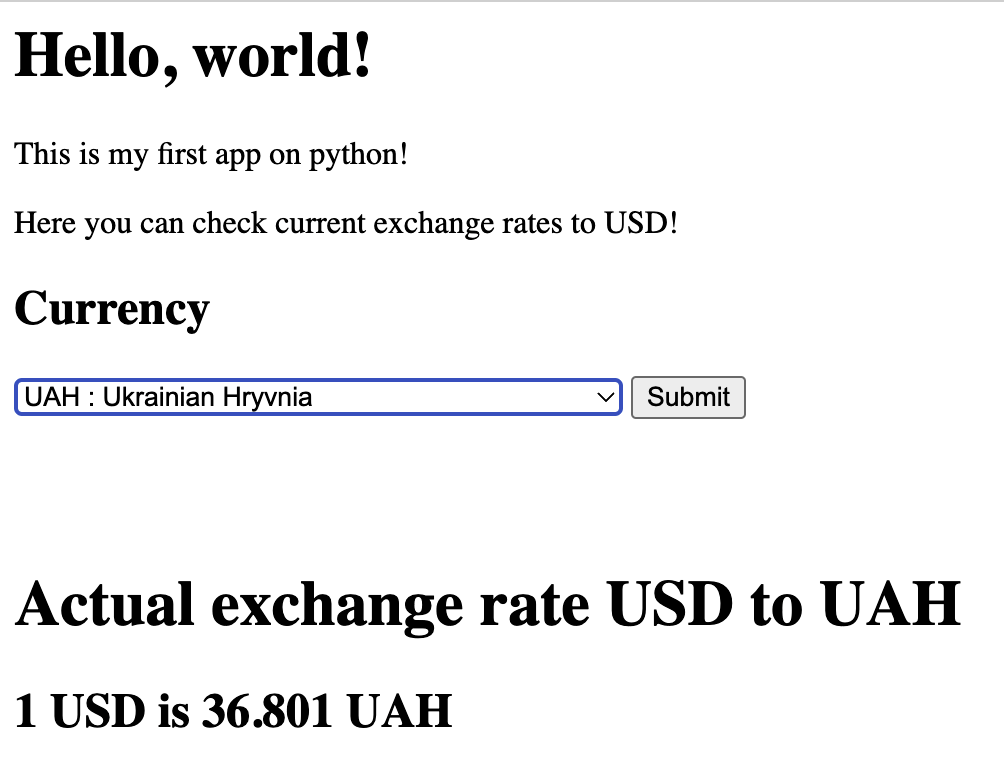 Hello, world!
This is my first app on python!
Here you can check current exchange rates to USD!
Currency
UAH : Ukrainian Hryvnia
Submit
Actual exchange rate USD to UAH
1 USD is 36.801 UAH